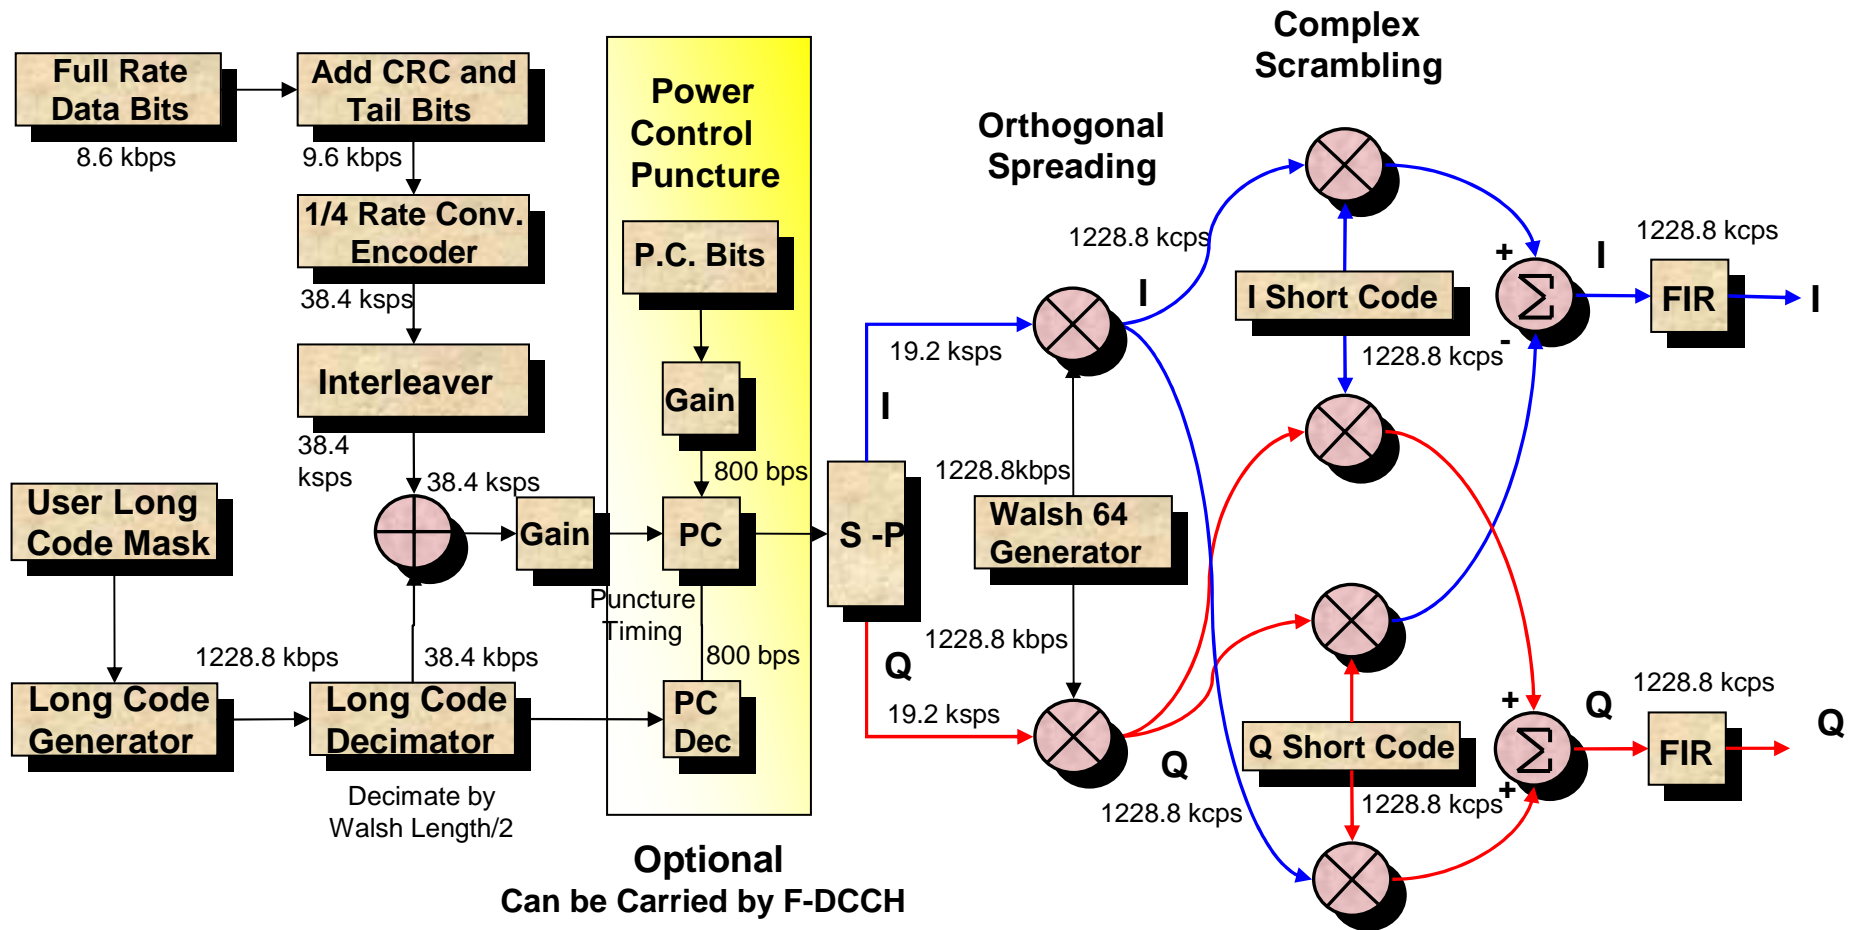 Full Rate
Data Bits
8.6 kbps
Add CRC and
Tail Bits
9.6 kbps
1/4 Rate Conv.
Encoder
38.4 ksps
Interleaver
38.4
ksps
38.4 ksps
User Long
Code Mask
Long Code
Generator
1228.8 kbps
Long Code
Decimator
38.4 kbps
Decimate by
Walsh Length/2
Gain
Power
Control
Puncture
P.C. Bits
Gain
800 bps
PC
Puncture
Timing
800 bps
PC
Dec
Optional
Can be Carried by F-DCCH
S -P
I
19.2 ksps
Q
19.2 ksps
Orthogonal
Spreading
1228.8kbps
Walsh 64
Generator
1228.8 kbps
I
1228.8 kcps
Q
1228.8 kcps
Complex
Scrambling
I Short Code
1228.8 kcps
Q Short Code
1228.8 kcps
+
Σ
-
I
1228.8 kcps
FIR
I
+
Σ
+
Q
1228.8 kcps
FIR
Q